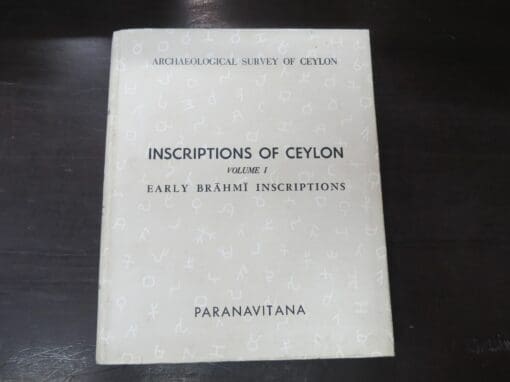 ARCHAEOLOGICAL SURVEY OF CEYLON
INSCRIPTIONS OF CEYLON
VOLUME I
EARLY BRĀHMĪ INSCRIPTIONS
PARANAVITANA